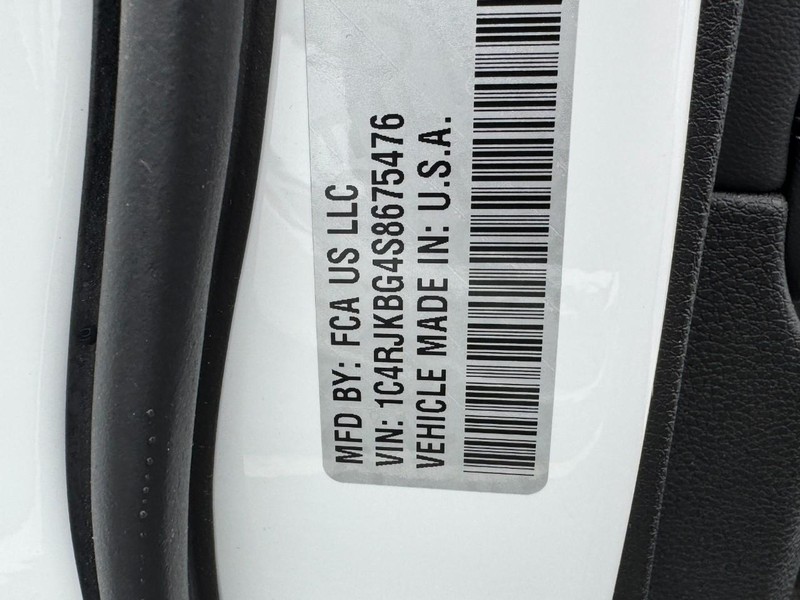 MFD BY: FCA US LLC
VIN: 1C4RJKBG4S8675476
VEHICLE MADE IN: U.S.A.